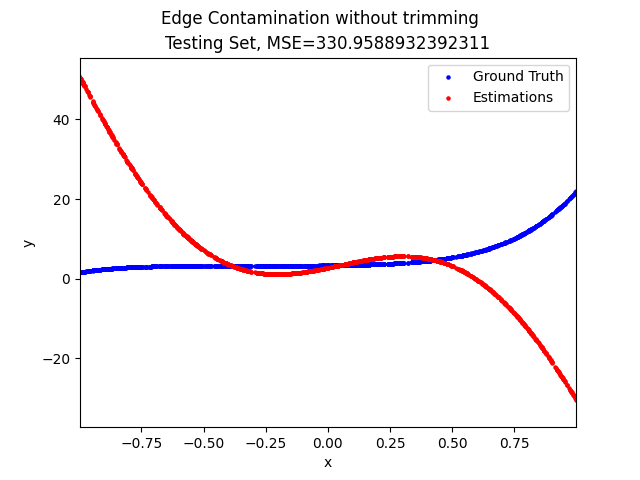 Edge Contamination without trimming
Testing Set, MSE=330.9588932392311
Ground Truth
Estimations
40
20
0
−20
y
−0.75 −0.50 −0.25 0.00 0.25 0.50 0.75
x